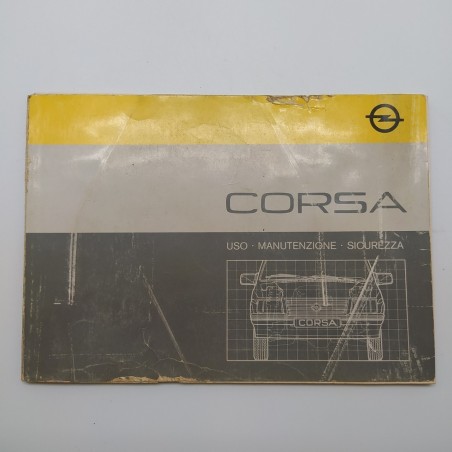 CORSA
USO · MANUTENZIONE · SICUREZZA
CORSA